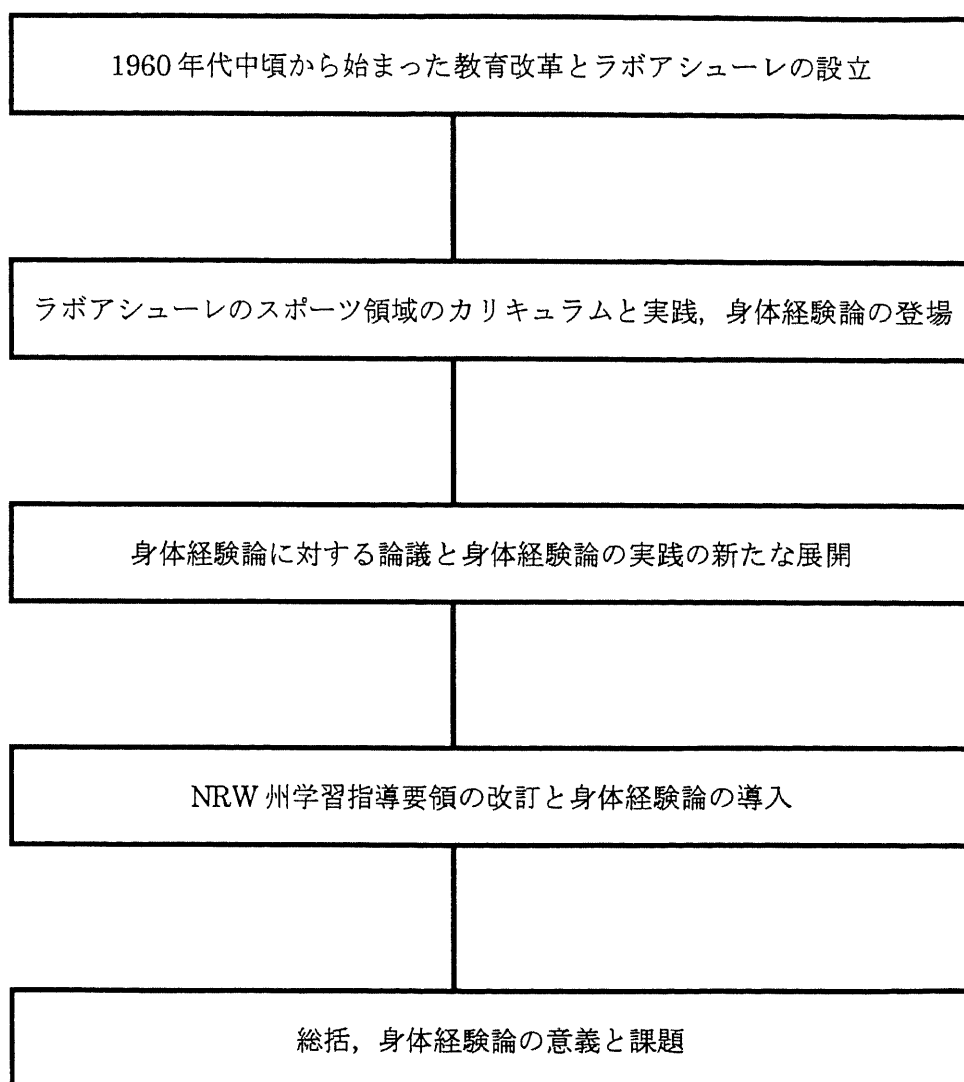 1960年代中頃から始まった教育改革とラボアシューレの設立
ラボアシューレのスポーツ領域のカリキュラムと実践，身体経験論の登場
身体経験論に対する論議と身体経験論の実践の新たな展開
NRW州学習指導要領の改訂と身体経験論の導入
総括，身体経験論の意義と課題